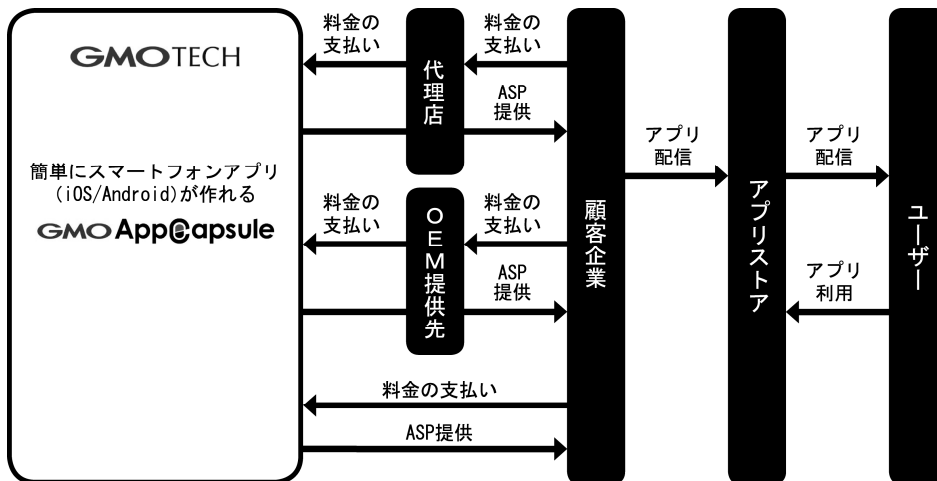 GMOTECH
簡単にスマートフォンアプリ
(iOS/Android)が作れる
GMO AppCapsule
料金の
支払い
代理店
料金の
支払い
ASP
提供
料金の
支払い
OEM提供先
料金の
支払い
ASP
提供
料金の支払い
ASP提供
顧客企業
アプリ
配信
アプリストア
アプリ
配信
アプリ
利用
ユーザー